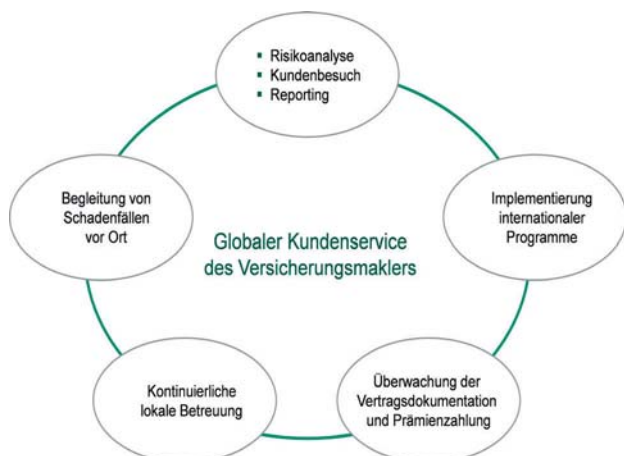 ▪ Risikoanalyse
▪ Kundenbesuch
▪ Reporting
Implementierung
internationaler
Programme
Überwachung der
Vertragsdokumentation
und Prämienzahlung
Kontinuierliche
lokale Betreuung
Begleitung von
Schadenfällen
vor Ort
Globaler Kundenservice
des Versicherungsmaklers